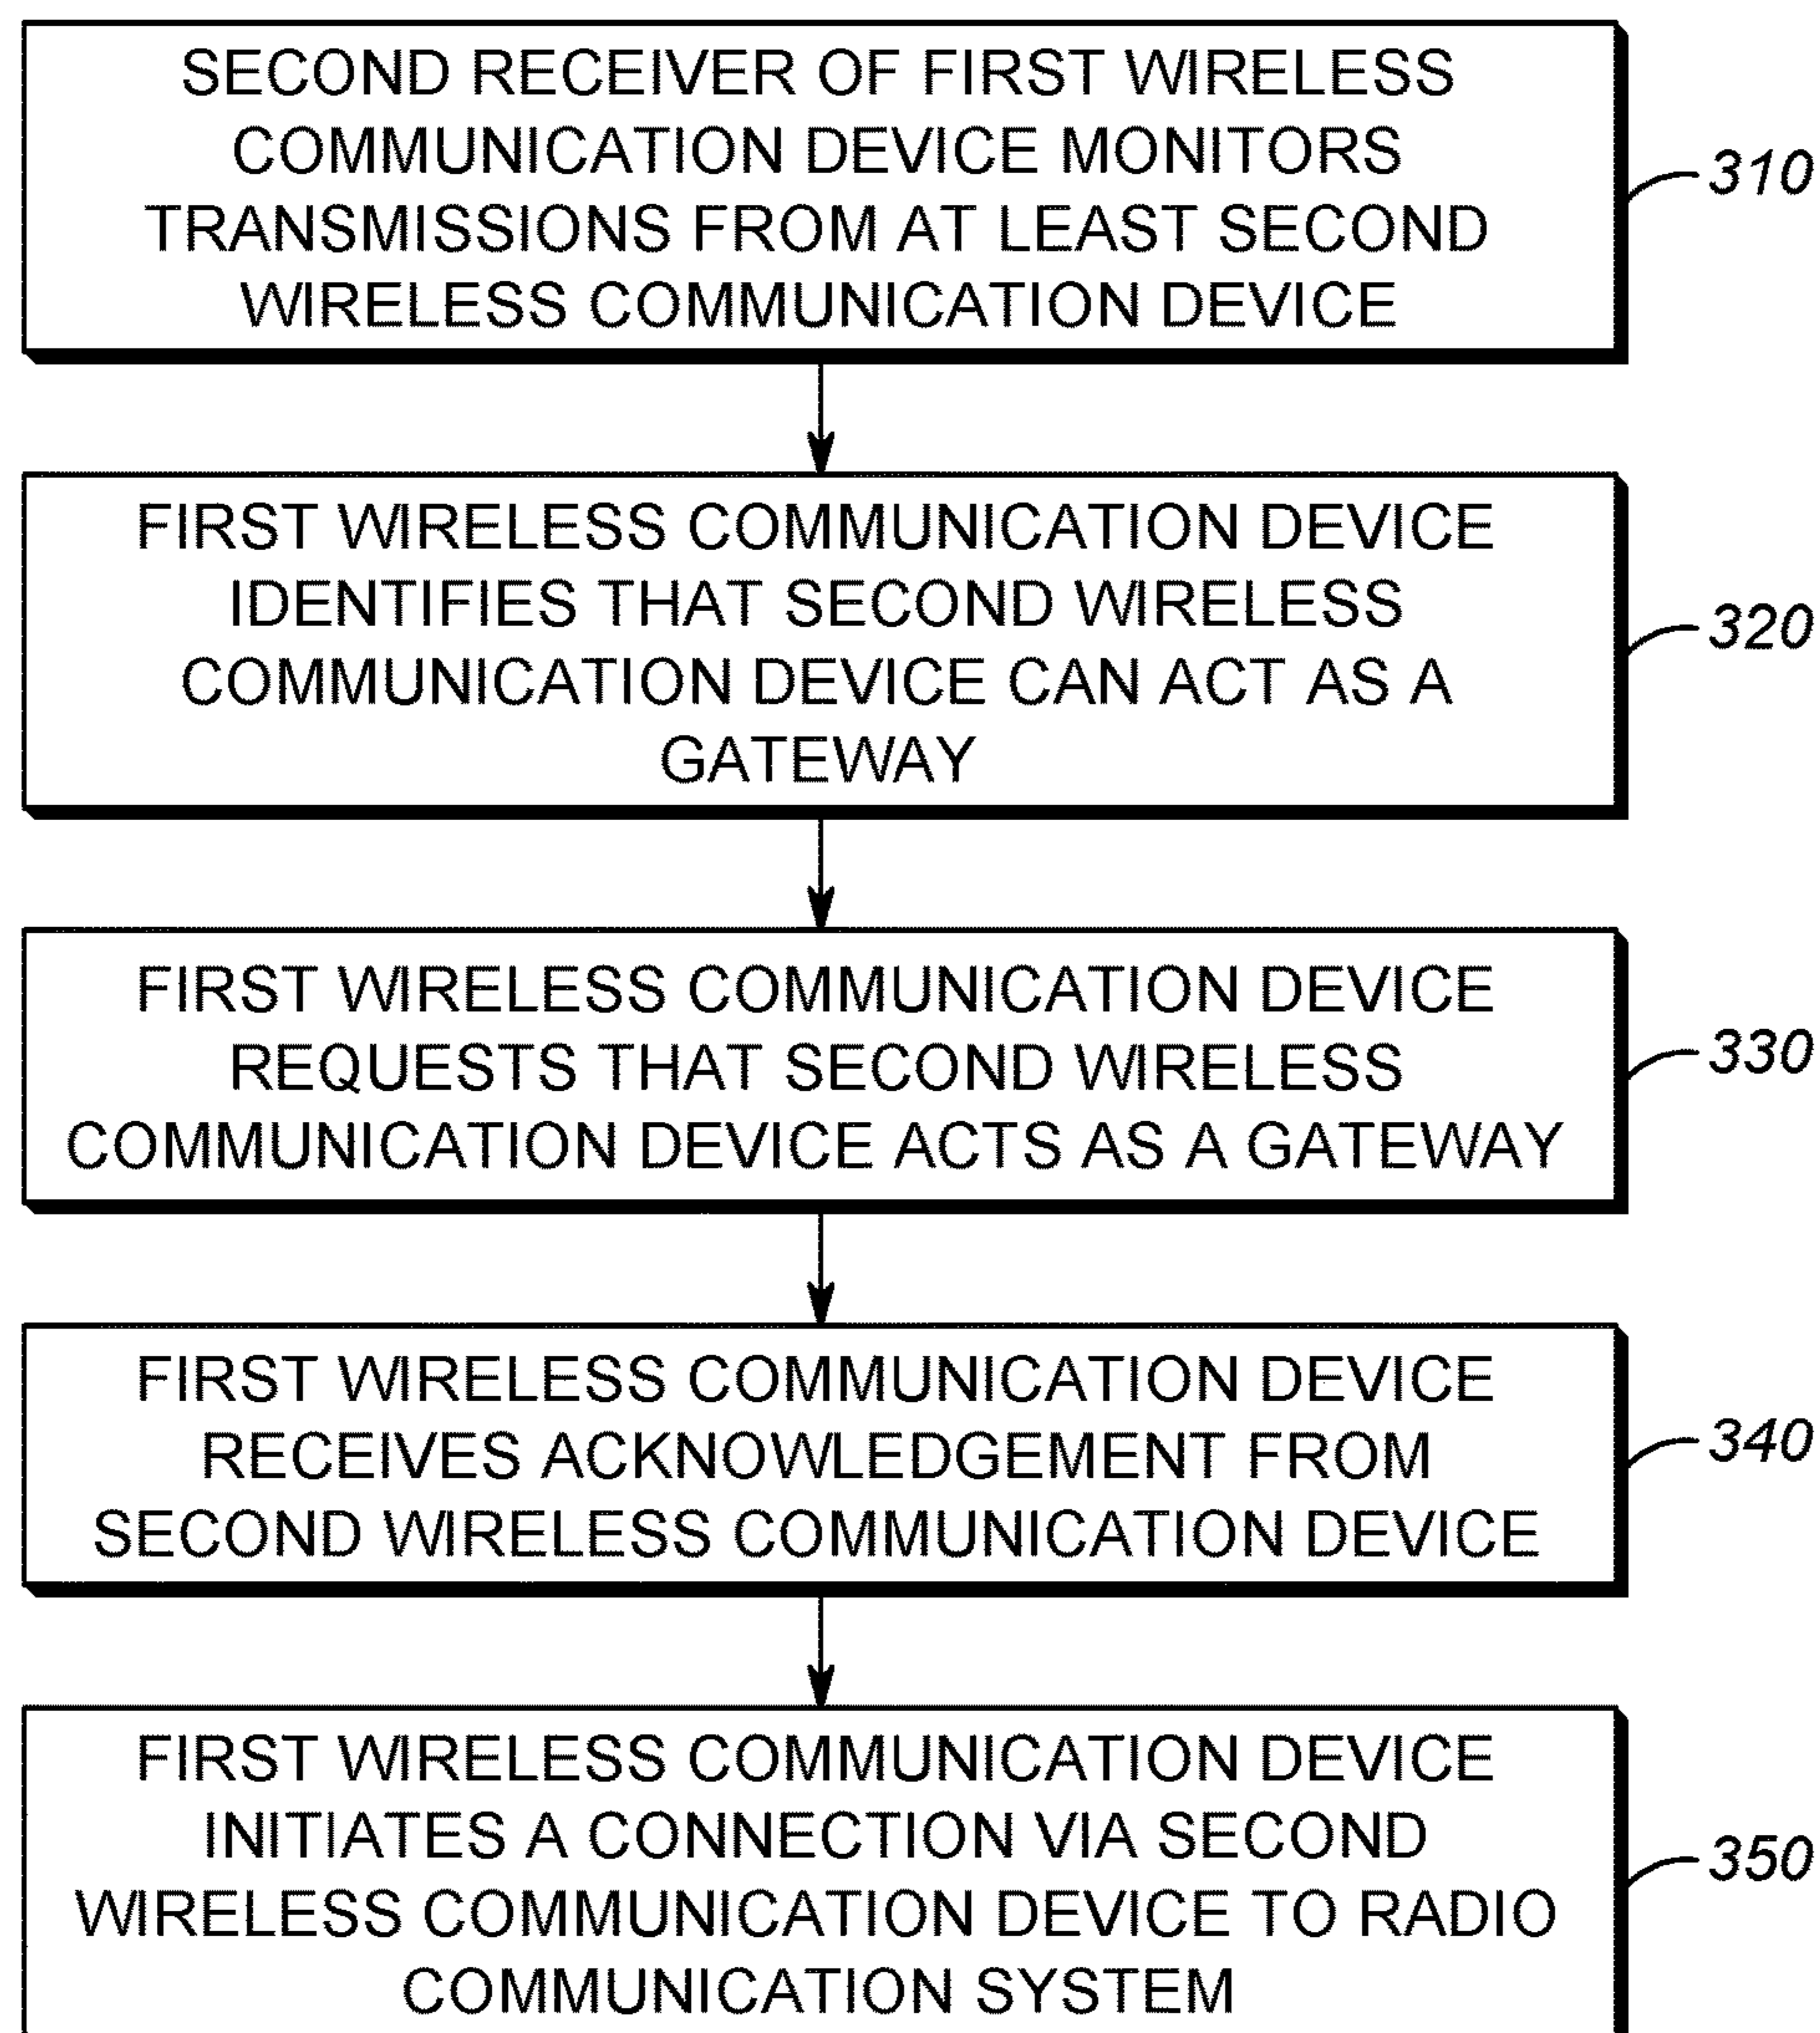 SECOND RECEIVER OF FIRST WIRELESS
COMMUNICATION DEVICE MONITORS
TRANSMISSIONS FROM AT LEAST SECOND
WIRELESS COMMUNICATION DEVICE
310
FIRST WIRELESS COMMUNICATION DEVICE
IDENTIFIES THAT SECOND WIRELESS
COMMUNICATION DEVICE CAN ACT AS A
GATEWAY
320
FIRST WIRELESS COMMUNICATION DEVICE
REQUESTS THAT SECOND WIRELESS
COMMUNICATION DEVICE ACTS AS A GATEWAY
330
FIRST WIRELESS COMMUNICATION DEVICE
RECEIVES ACKNOWLEDGEMENT FROM
SECOND WIRELESS COMMUNICATION DEVICE
340
FIRST WIRELESS COMMUNICATION DEVICE
INITIATES A CONNECTION VIA SECOND
WIRELESS COMMUNICATION DEVICE TO RADIO
COMMUNICATION SYSTEM
350